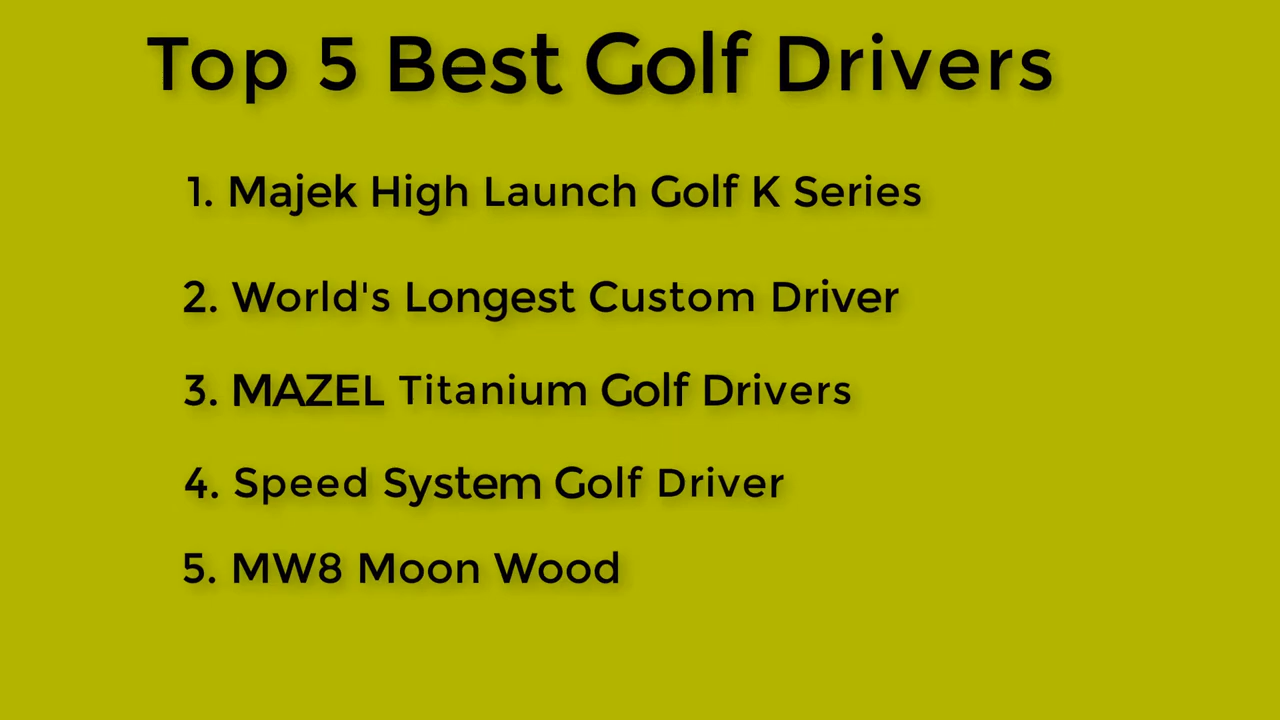 Top 5 Best Golf Drivers
1. Majek High Launch Golf K Series
2. World's Longest Custom Driver
3. MAZEL Titanium Golf Drivers
4. Speed System Golf Driver
5. MW8 Moon Wood